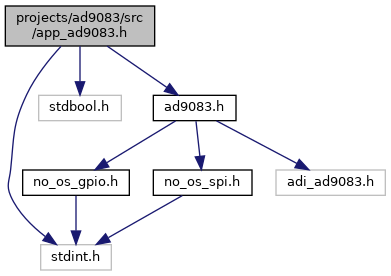 projects/ad9083/src
/app_ad9083.h
stdbool.h
ad9083.h
no_os_gpio.h
no_os_spi.h
adi_ad9083.h
stdint.h